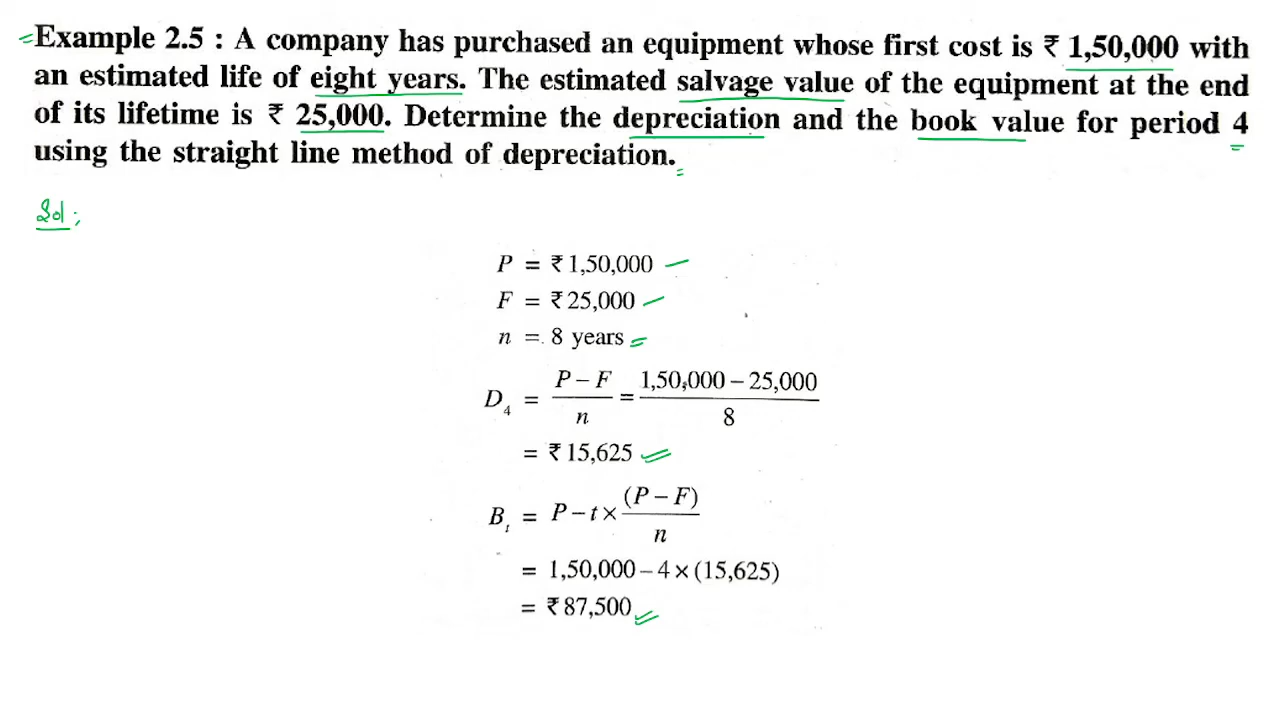 Example 2.5 : A company has purchased an equipment whose first cost is ₹ 1,50,000 with
an estimated life of eight years. The estimated salvage value of the equipment at the end
of its lifetime is ₹ 25,000. Determine the depreciation and the book value for period 4
using the straight line method of depreciation.
Sol:
P = ₹ 1,50,000
F = ₹ 25,000
n = 8 years
D₄ = (P – F)/n = (1,50,000 – 25,000)/8
= ₹ 15,625
Bₜ = P – t × (P – F)/n
= 1,50,000 – 4 × (15,625)
= ₹ 87,500